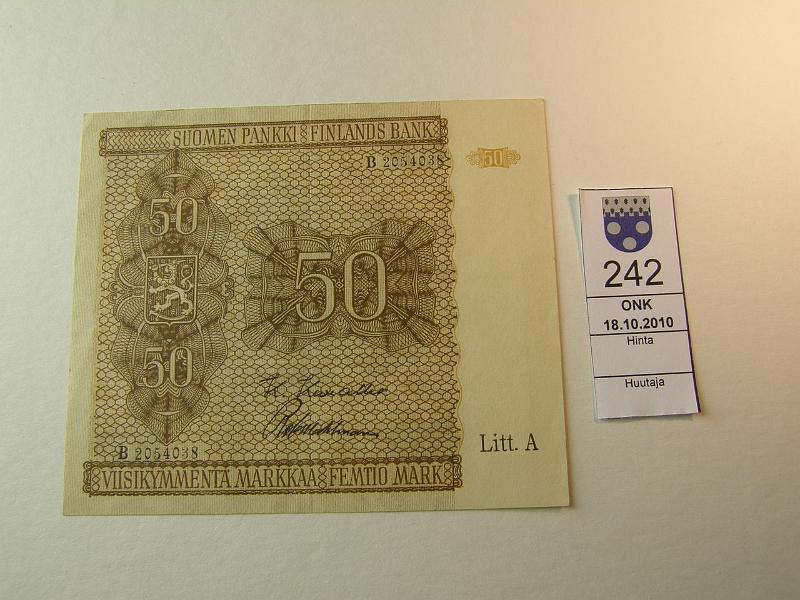 SUOMEN PANKKI FINLANDS BANK
B 2054038
50
50
50
50
B 2054038
Litt. A
VIISIKYMMENTÄ MARKKAA FEMTIO MARK
242
ONK
18.10.2010
Hinta
Huutaja